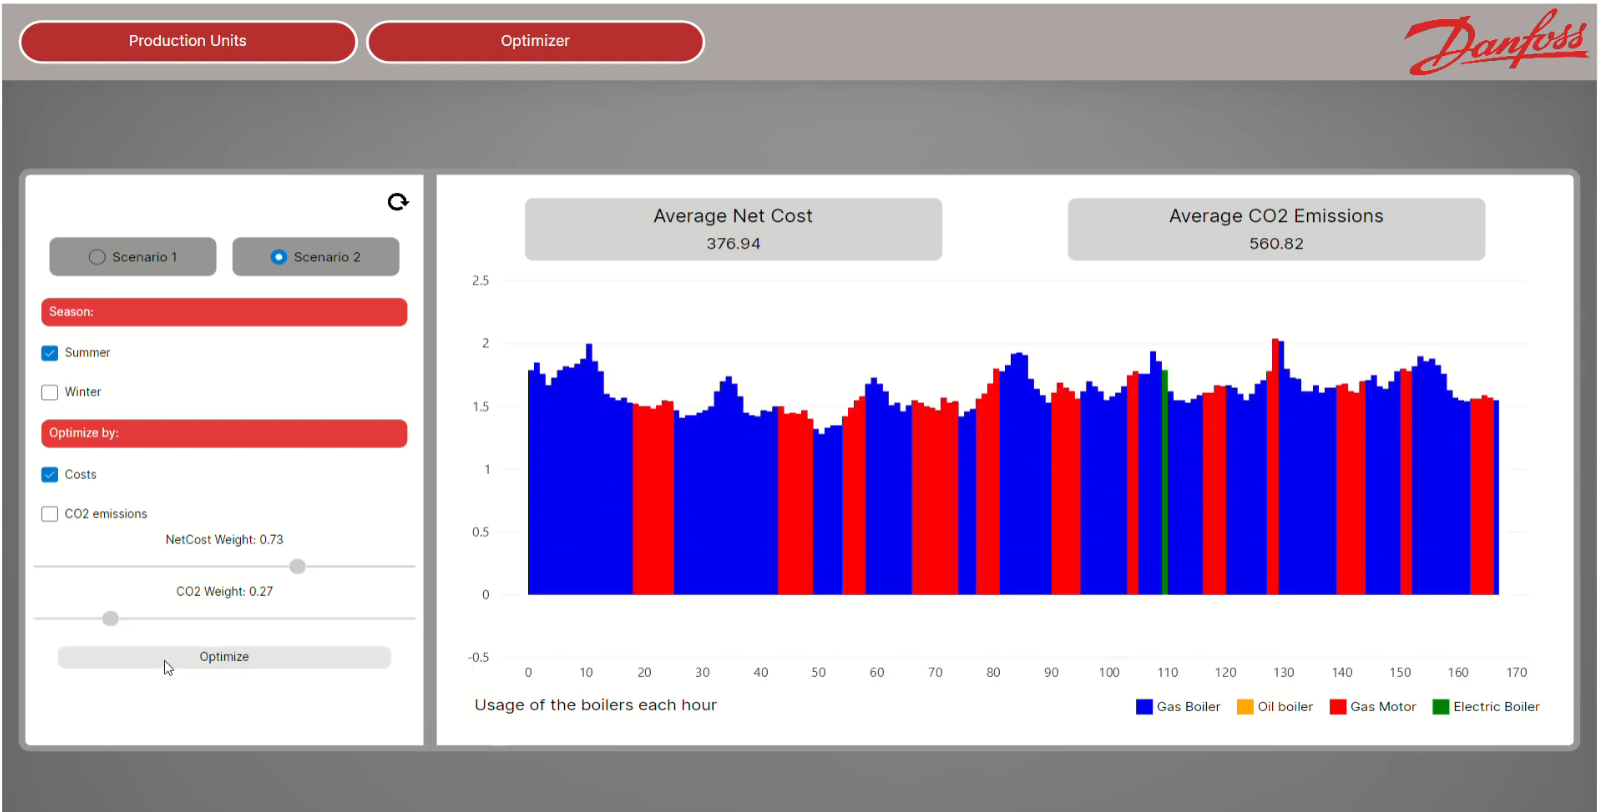 Production Units
Optimizer
Danfoss
Scenario 1
Scenario 2
Season:
Summer
Winter
Optimize by:
Costs
CO2 emissions
NetCost Weight: 0.73
CO2 Weight: 0.27
Optimize
Average Net Cost
376.94
Average CO2 Emissions
560.82
2.5
2
1.5
1
0.5
0
-0.5
0 10 20 30 40 50 60 70 80 90 100 110 120 130 140 150 160 170
Usage of the boilers each hour
Gas Boiler Oil boiler Gas Motor Electric Boiler